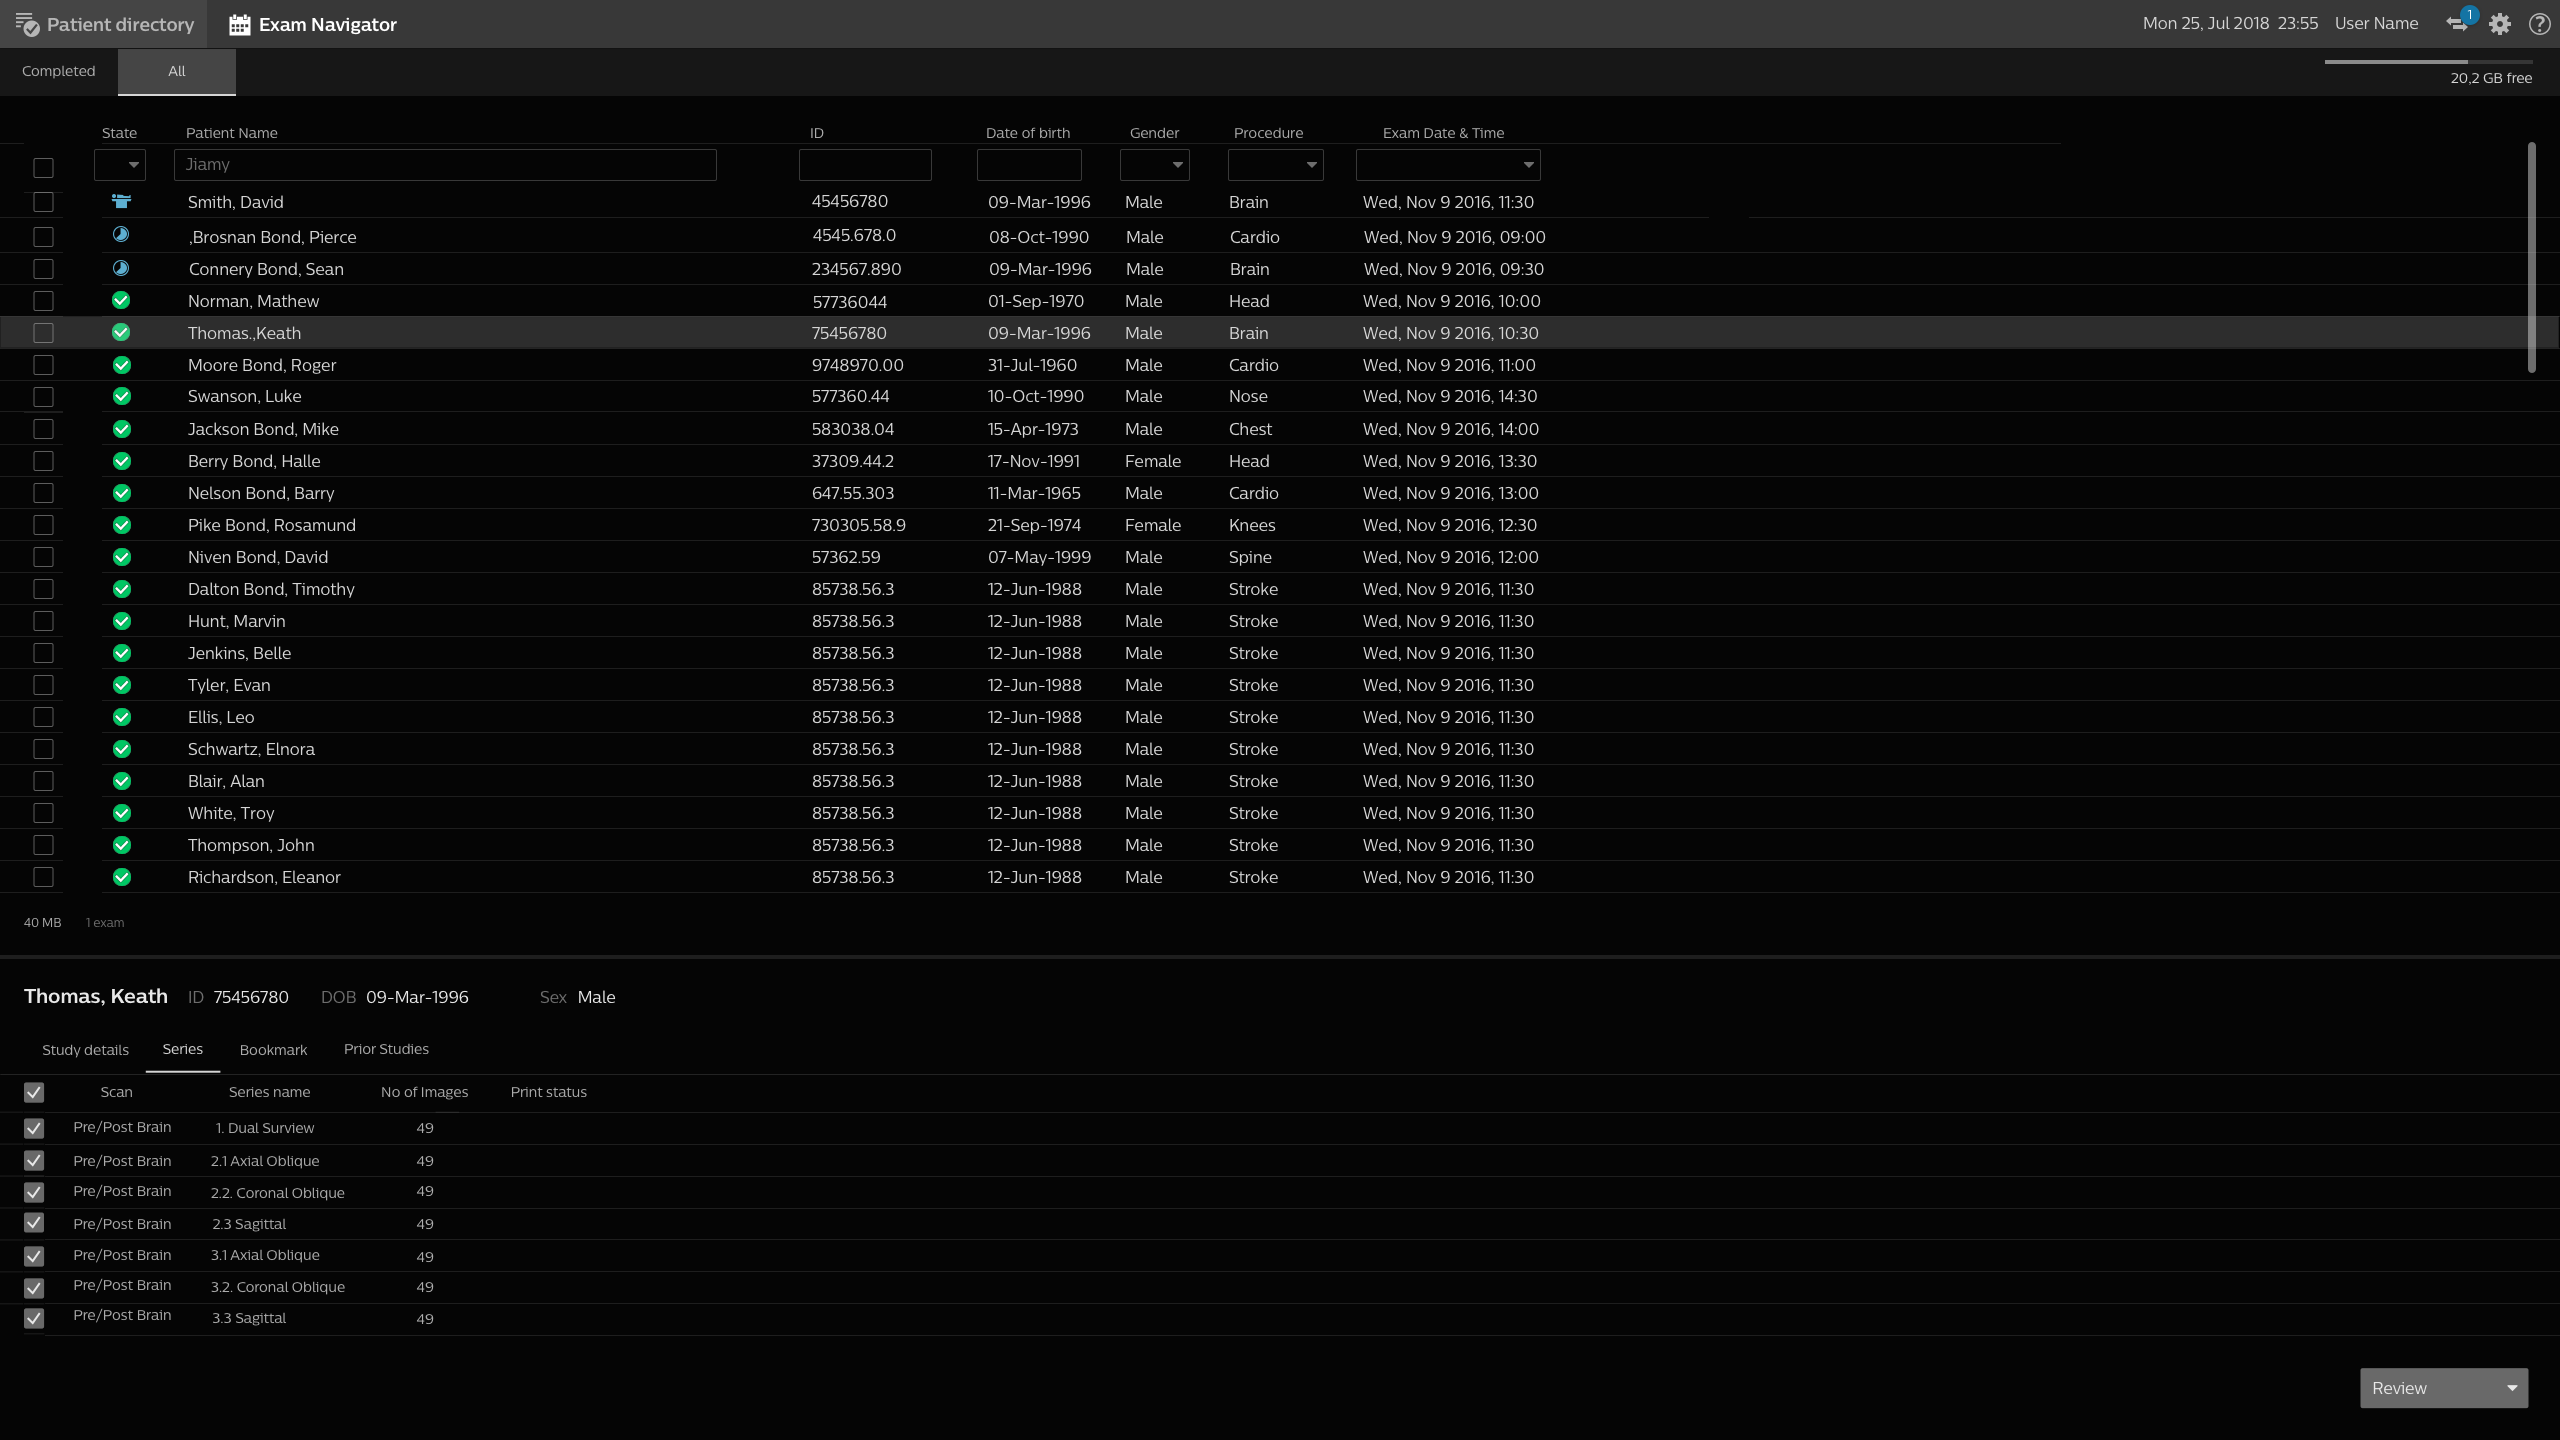 Patient directory Exam Navigator Mon 25, Jul 2018 23:55 User Name 1
Completed All 20,2 GB free
State Patient Name ID Date of birth Gender Procedure Exam Date & Time
Jiamy
Smith, David 45456780 09-Mar-1996 Male Brain Wed, Nov 9 2016, 11:30
,Brosnan Bond, Pierce 4545.678.0 08-Oct-1990 Male Cardio Wed, Nov 9 2016, 09:00
Connery Bond, Sean 234567.890 09-Mar-1996 Male Brain Wed, Nov 9 2016, 09:30
Norman, Mathew 57736044 01-Sep-1970 Male Head Wed, Nov 9 2016, 10:00
Thomas.,Keath 75456780 09-Mar-1996 Male Brain Wed, Nov 9 2016, 10:30
Moore Bond, Roger 9748970.00 31-Jul-1960 Male Cardio Wed, Nov 9 2016, 11:00
Swanson, Luke 577360.44 10-Oct-1990 Male Nose Wed, Nov 9 2016, 14:30
Jackson Bond, Mike 583038.04 15-Apr-1973 Male Chest Wed, Nov 9 2016, 14:00
Berry Bond, Halle 37309.44.2 17-Nov-1991 Female Head Wed, Nov 9 2016, 13:30
Nelson Bond, Barry 647.55.303 11-Mar-1965 Male Cardio Wed, Nov 9 2016, 13:00
Pike Bond, Rosamund 730305.58.9 21-Sep-1974 Female Knees Wed, Nov 9 2016, 12:30
Niven Bond, David 57362.59 07-May-1999 Male Spine Wed, Nov 9 2016, 12:00
Dalton Bond, Timothy 85738.56.3 12-Jun-1988 Male Stroke Wed, Nov 9 2016, 11:30
Hunt, Marvin 85738.56.3 12-Jun-1988 Male Stroke Wed, Nov 9 2016, 11:30
Jenkins, Belle 85738.56.3 12-Jun-1988 Male Stroke Wed, Nov 9 2016, 11:30
Tyler, Evan 85738.56.3 12-Jun-1988 Male Stroke Wed, Nov 9 2016, 11:30
Ellis, Leo 85738.56.3 12-Jun-1988 Male Stroke Wed, Nov 9 2016, 11:30
Schwartz, Elnora 85738.56.3 12-Jun-1988 Male Stroke Wed, Nov 9 2016, 11:30
Blair, Alan 85738.56.3 12-Jun-1988 Male Stroke Wed, Nov 9 2016, 11:30
White, Troy 85738.56.3 12-Jun-1988 Male Stroke Wed, Nov 9 2016, 11:30
Thompson, John 85738.56.3 12-Jun-1988 Male Stroke Wed, Nov 9 2016, 11:30
Richardson, Eleanor 85738.56.3 12-Jun-1988 Male Stroke Wed, Nov 9 2016, 11:30
40 MB 1 exam
Thomas, Keath ID 75456780 DOB 09-Mar-1996 Sex Male
Study details Series Bookmark Prior Studies
Scan Series name No of Images Print status
Pre/Post Brain 1. Dual Surview 49
Pre/Post Brain 2.1 Axial Oblique 49
Pre/Post Brain 2.2. Coronal Oblique 49
Pre/Post Brain 2.3 Sagittal 49
Pre/Post Brain 3.1 Axial Oblique 49
Pre/Post Brain 3.2. Coronal Oblique 49
Pre/Post Brain 3.3 Sagittal 49
Review